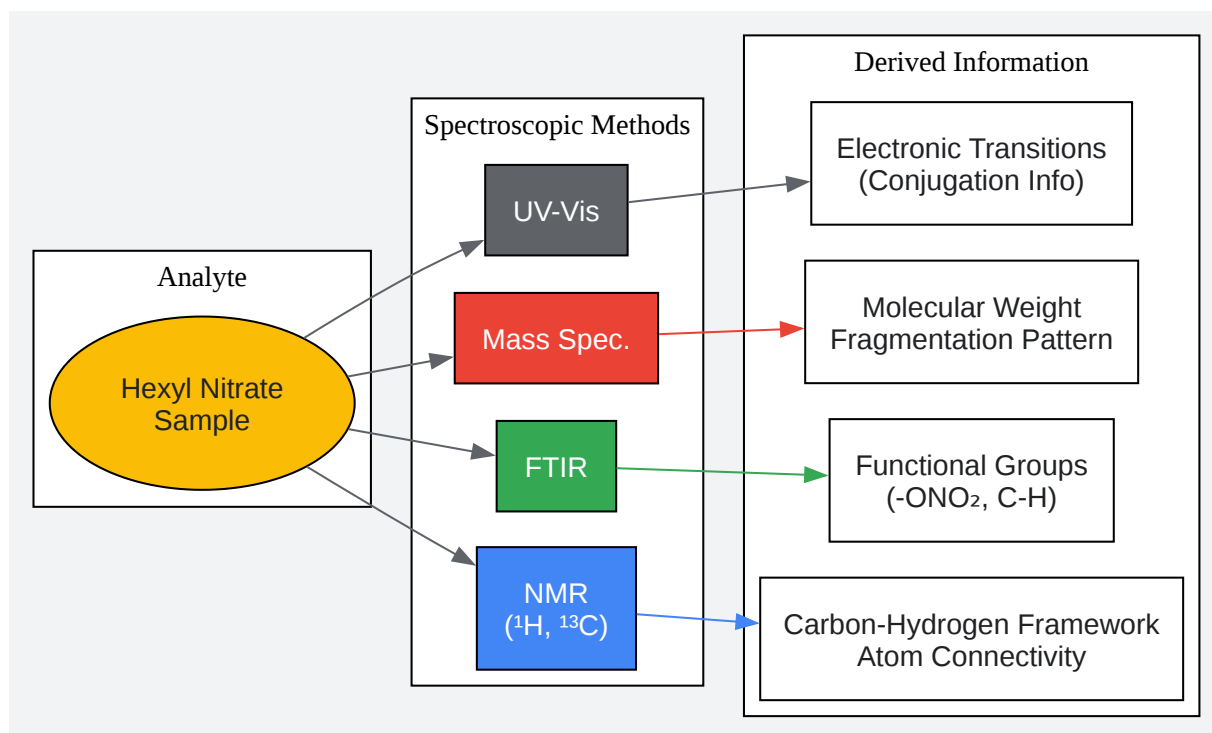 Analyte
Hexyl Nitrate
Sample
Spectroscopic Methods
UV-Vis
Mass Spec.
FTIR
NMR
(¹H, ¹³C)
Derived Information
Electronic Transitions
(Conjugation Info)
Molecular Weight
Fragmentation Pattern
Functional Groups
(-ONO₂, C-H)
Carbon-Hydrogen Framework
Atom Connectivity